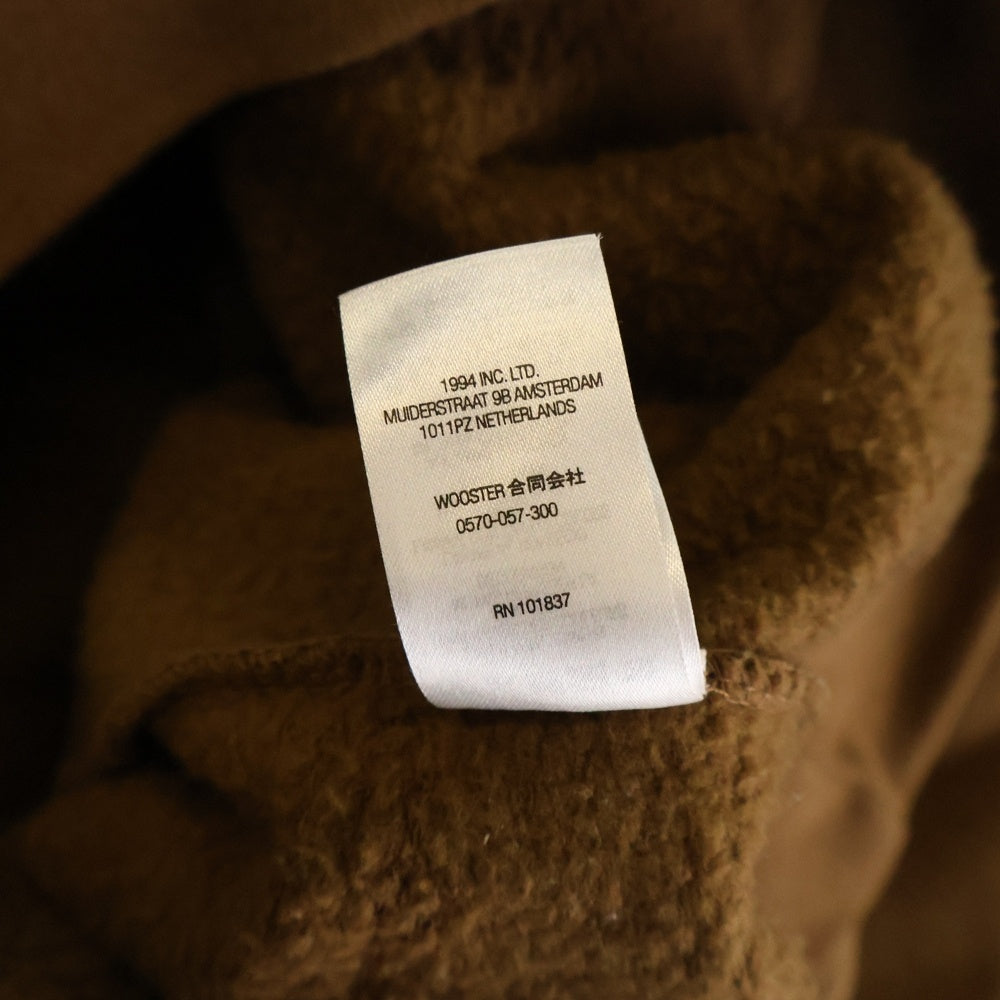 1994 INC. LTD.
MUIDERSTRAAT 9B AMSTERDAM
1011PZ NETHERLANDS
WOOSTER 合同会社
0570-057-300
RN 101837